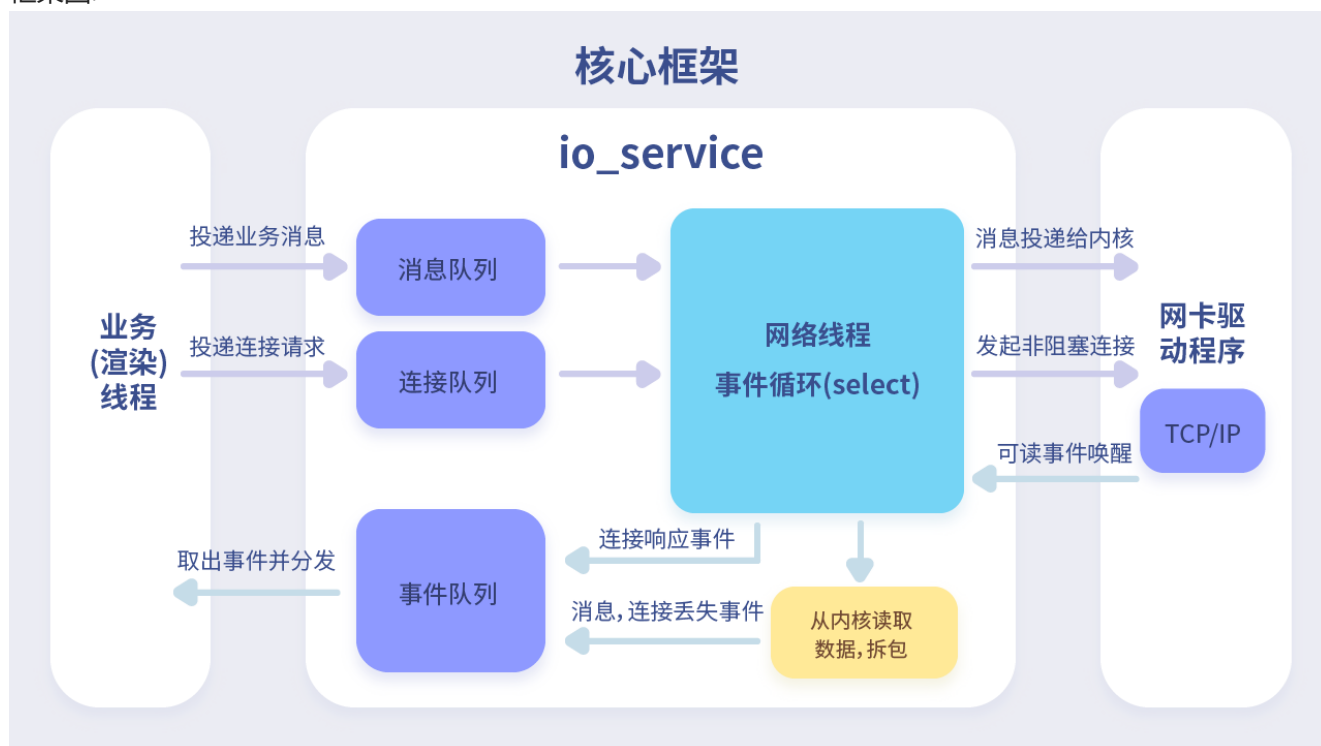 核心框架
io_service
投递业务消息
消息队列
消息投递给内核
业务
(渲染)
线程
投递连接请求
连接队列
网络线程
事件循环(select)
发起非阻塞连接
网卡驱
动程序
TCP/IP
可读事件唤醒
连接响应事件
取出事件并分发
事件队列
消息,连接丢失事件
从内核读取
数据,拆包